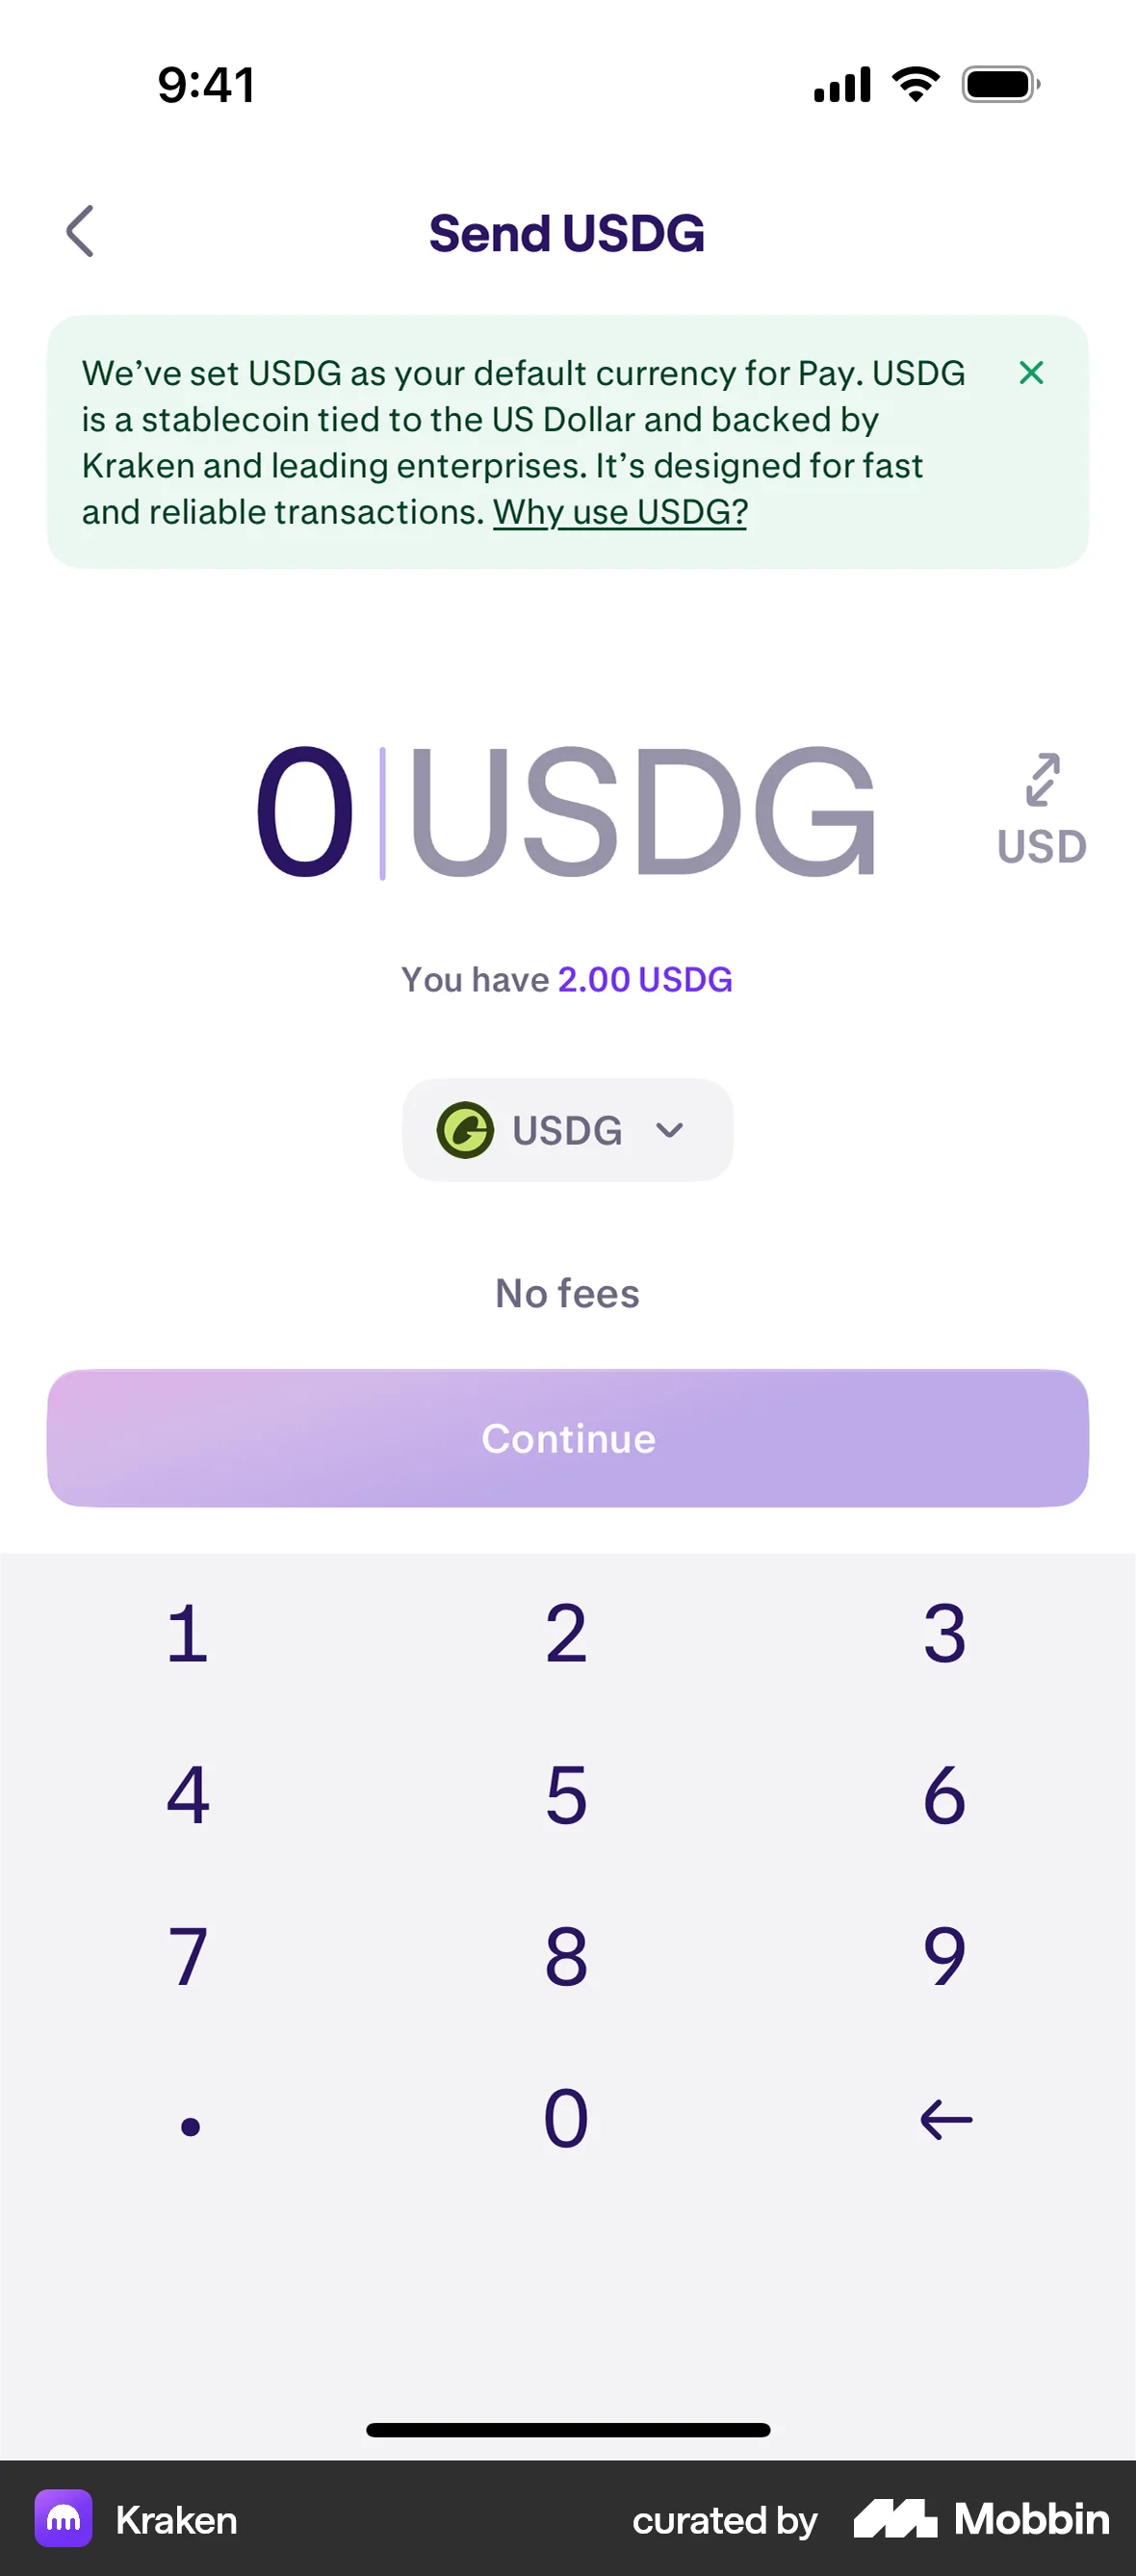 9:41
Send USDG
We’ve set USDG as your default currency for Pay. USDG
is a stablecoin tied to the US Dollar and backed by
Kraken and leading enterprises. It’s designed for fast
and reliable transactions. Why use USDG?
0 USDG
USD
You have 2.00 USDG
USDG
No fees
Continue
1 2 3
4 5 6
7 8 9
. 0
Kraken curated by Mobbin